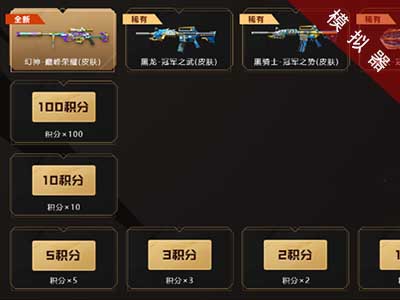 全新
稀有
稀有
模拟器
幻神·巅峰荣耀(皮肤)
黑龙·冠军之武(皮肤)
黑骑士·冠军之势(皮肤)
100积分
积分×100
10积分
积分×10
5积分
3积分
2积分
积分×5
积分×3
积分×2